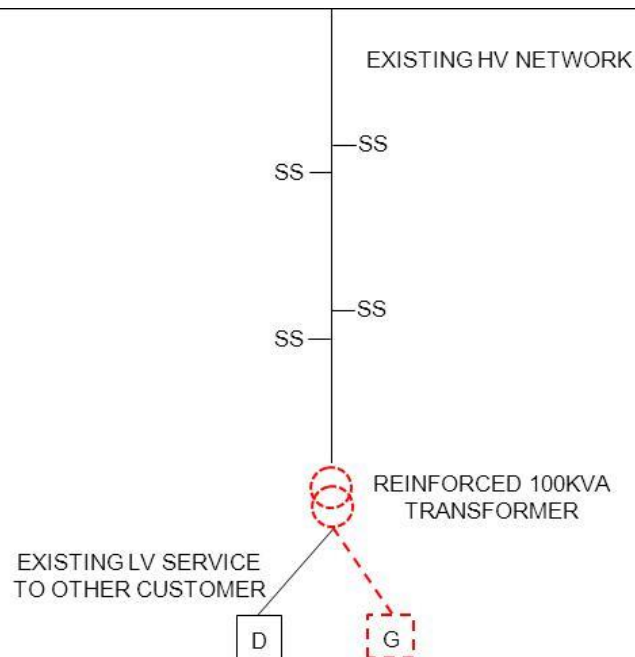 EXISTING HV NETWORK
SS
SS
SS
SS
REINFORCED 100KVA
TRANSFORMER
EXISTING LV SERVICE
TO OTHER CUSTOMER
D
G